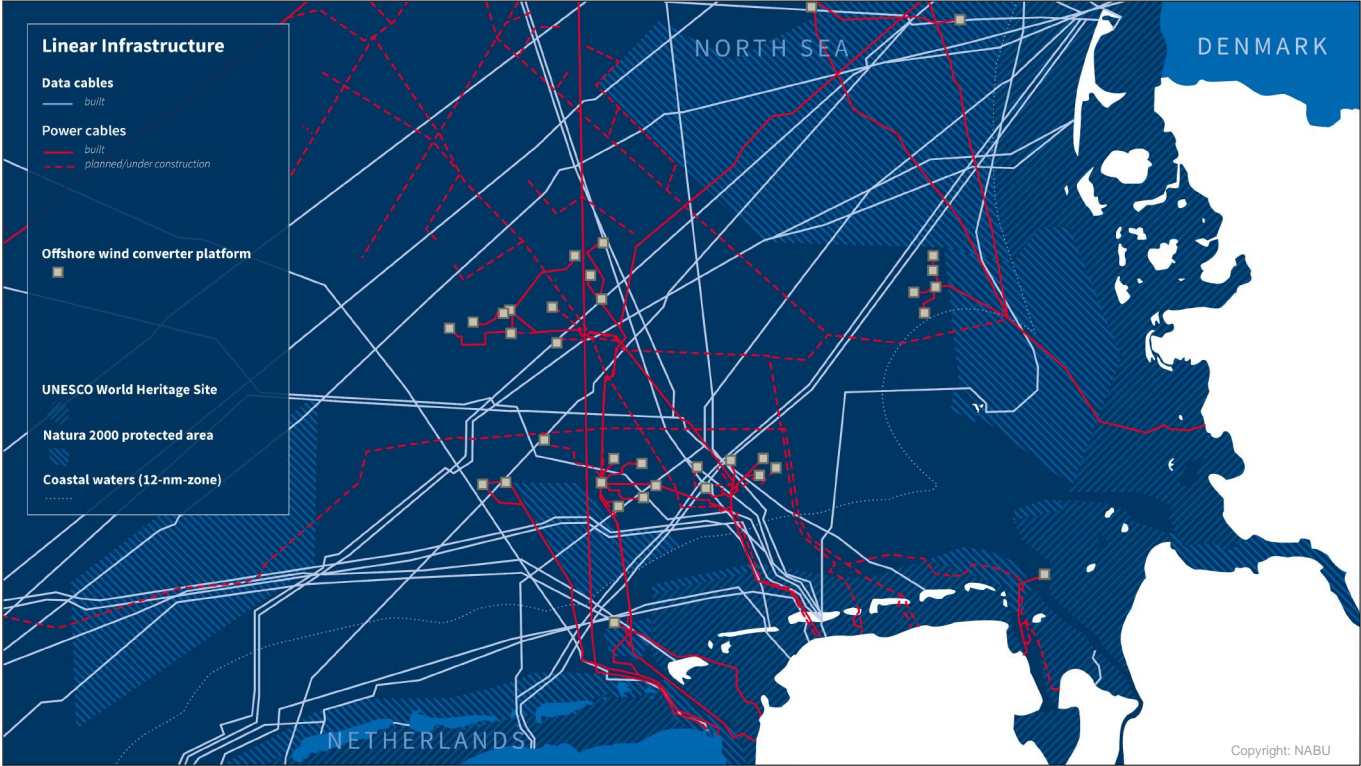 Linear Infrastructure
Data cables
built
Power cables
built
planned/under construction
Offshore wind converter platform
UNESCO World Heritage Site
Natura 2000 protected area
Coastal waters (12-nm-zone)
NORTH SEA
DENMARK
NETHERLANDS
Copyright: NABU